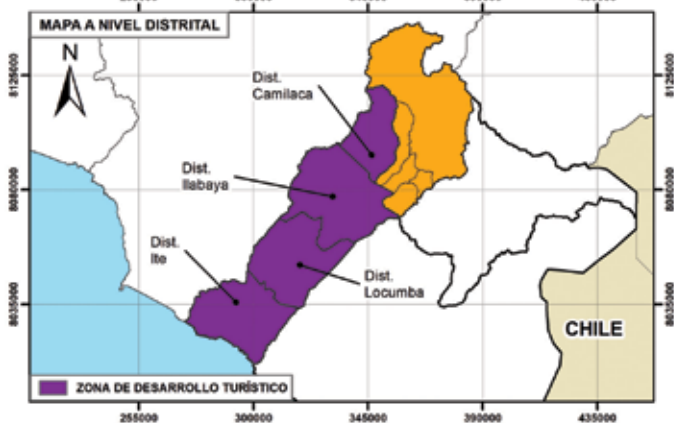 MAPA A NIVEL DISTRITAL
N
Dist.
Camilaca
Dist.
Ilabaya
Dist.
Ite
Dist.
Locumba
CHILE
ZONA DE DESARROLLO TURÍSTICO
8125000
8125000
8080000
8080000
8035000
8035000
255000
300000
345000
390000
435000